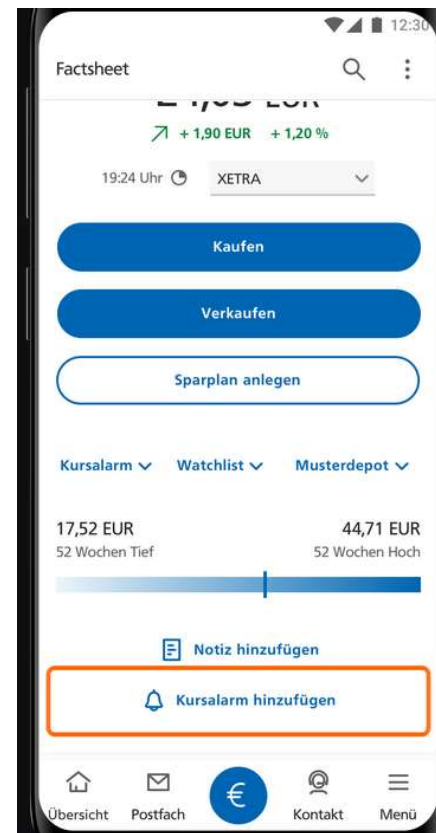 12:30
Factsheet
EUR
+ 1,90 EUR + 1,20 %
19:24 Uhr XETRA
Kaufen
Verkaufen
Sparplan anlegen
Kursalarm Watchlist Musterdepot
17,52 EUR 44,71 EUR
52 Wochen Tief 52 Wochen Hoch
Notiz hinzufügen
Kursalarm hinzufügen
€
Übersicht Postfach Kontakt Menü